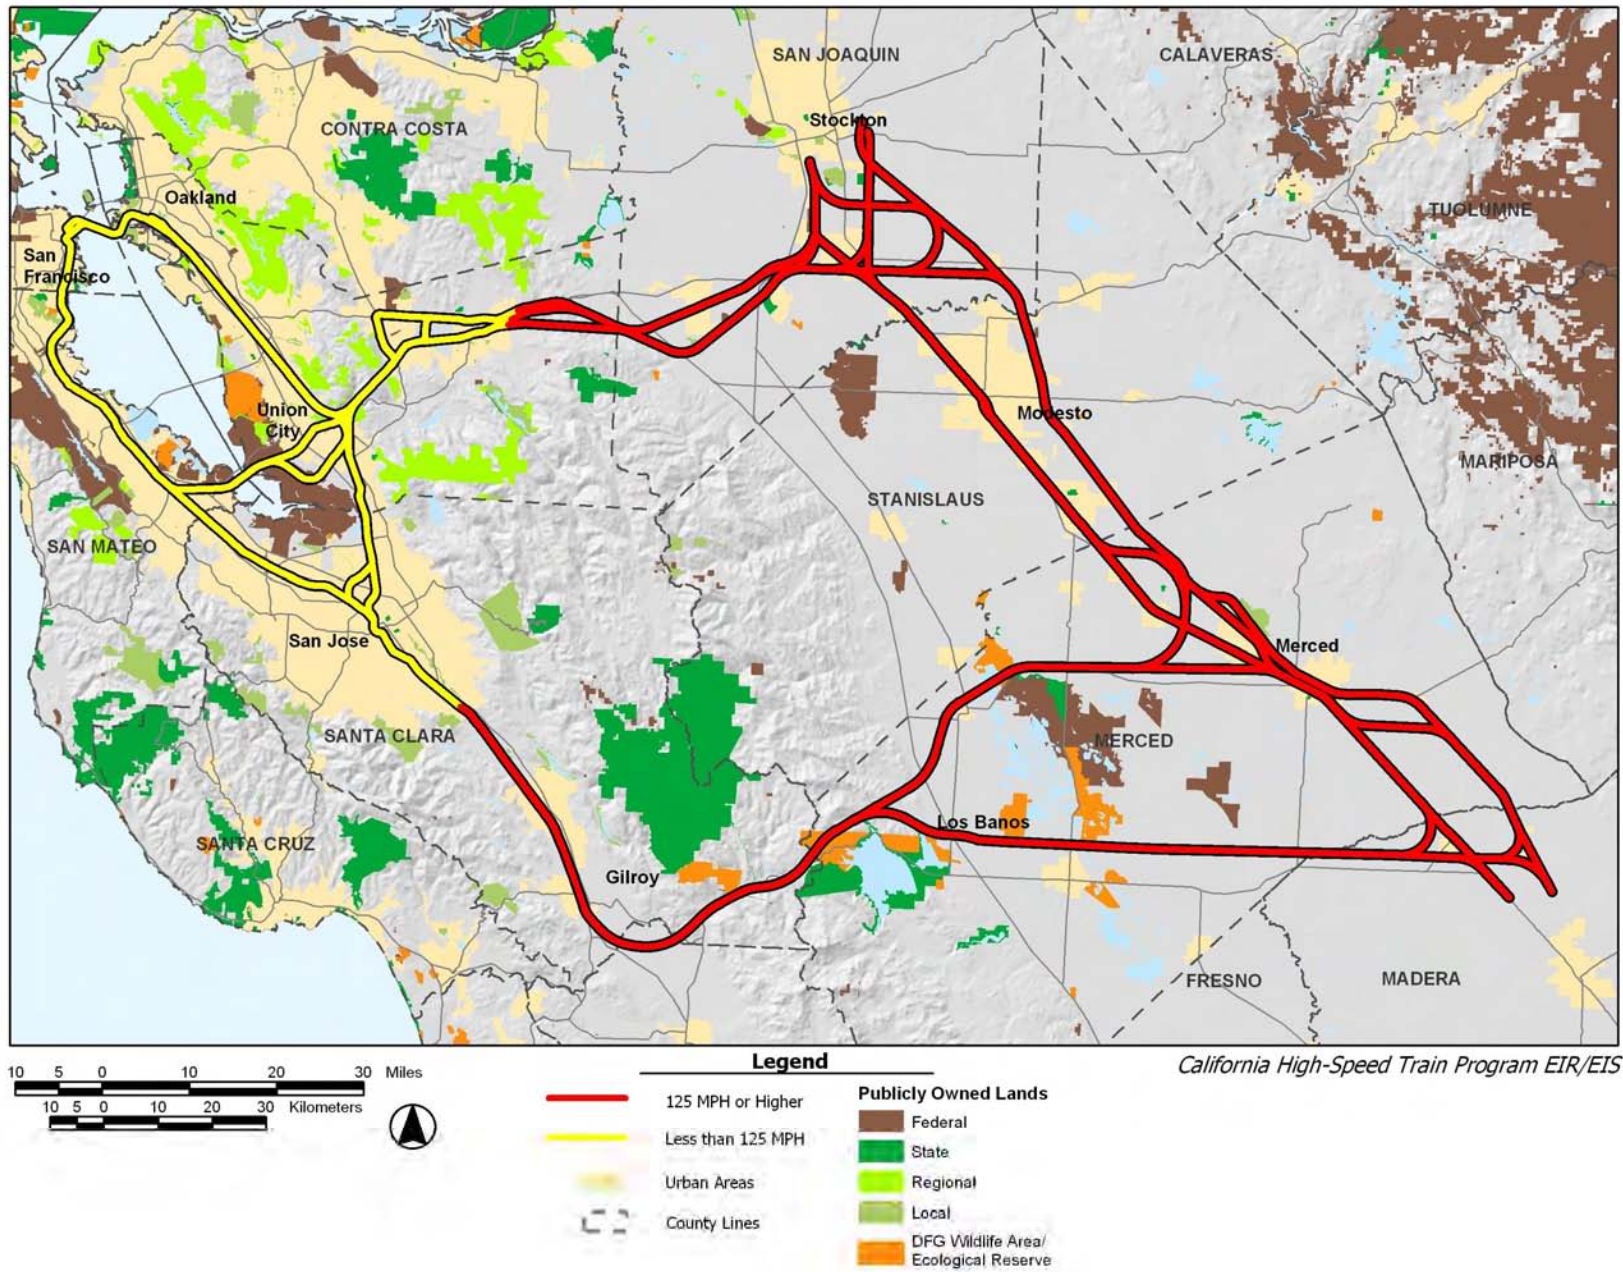 SAN JOAQUIN
CALAVERAS
Stockton
CONTRA COSTA
Oakland
TUOLUMNE
San
Francisco
Union
City
Modesto
MARIPOSA
STANISLAUS
SAN MATEO
San Jose
Merced
SANTA CLARA
MERCED
Los Banos
SANTA CRUZ
Gilroy
FRESNO
MADERA
10 5 0 10 20 30 Miles
10 5 0 10 20 30 Kilometers
Legend
125 MPH or Higher
Less than 125 MPH
Urban Areas
County Lines
Publicly Owned Lands
Federal
State
Regional
Local
DFG Wildlife Area/
Ecological Reserve
California High-Speed Train Program EIR/EIS